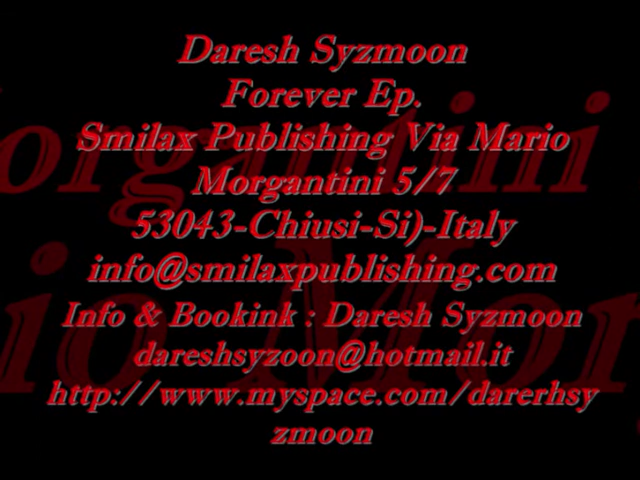 Daresh Syzmoon
Forever Ep.
Smilax Publishing Via Mario
Morgantini 5/7
53043-Chiusi-Si)-Italy
info@smilaxpublishing.com
Info & Bookink : Daresh Syzmoon
dareshsyzoon@hotmail.it
http://www.myspace.com/darerhsy
zmoon